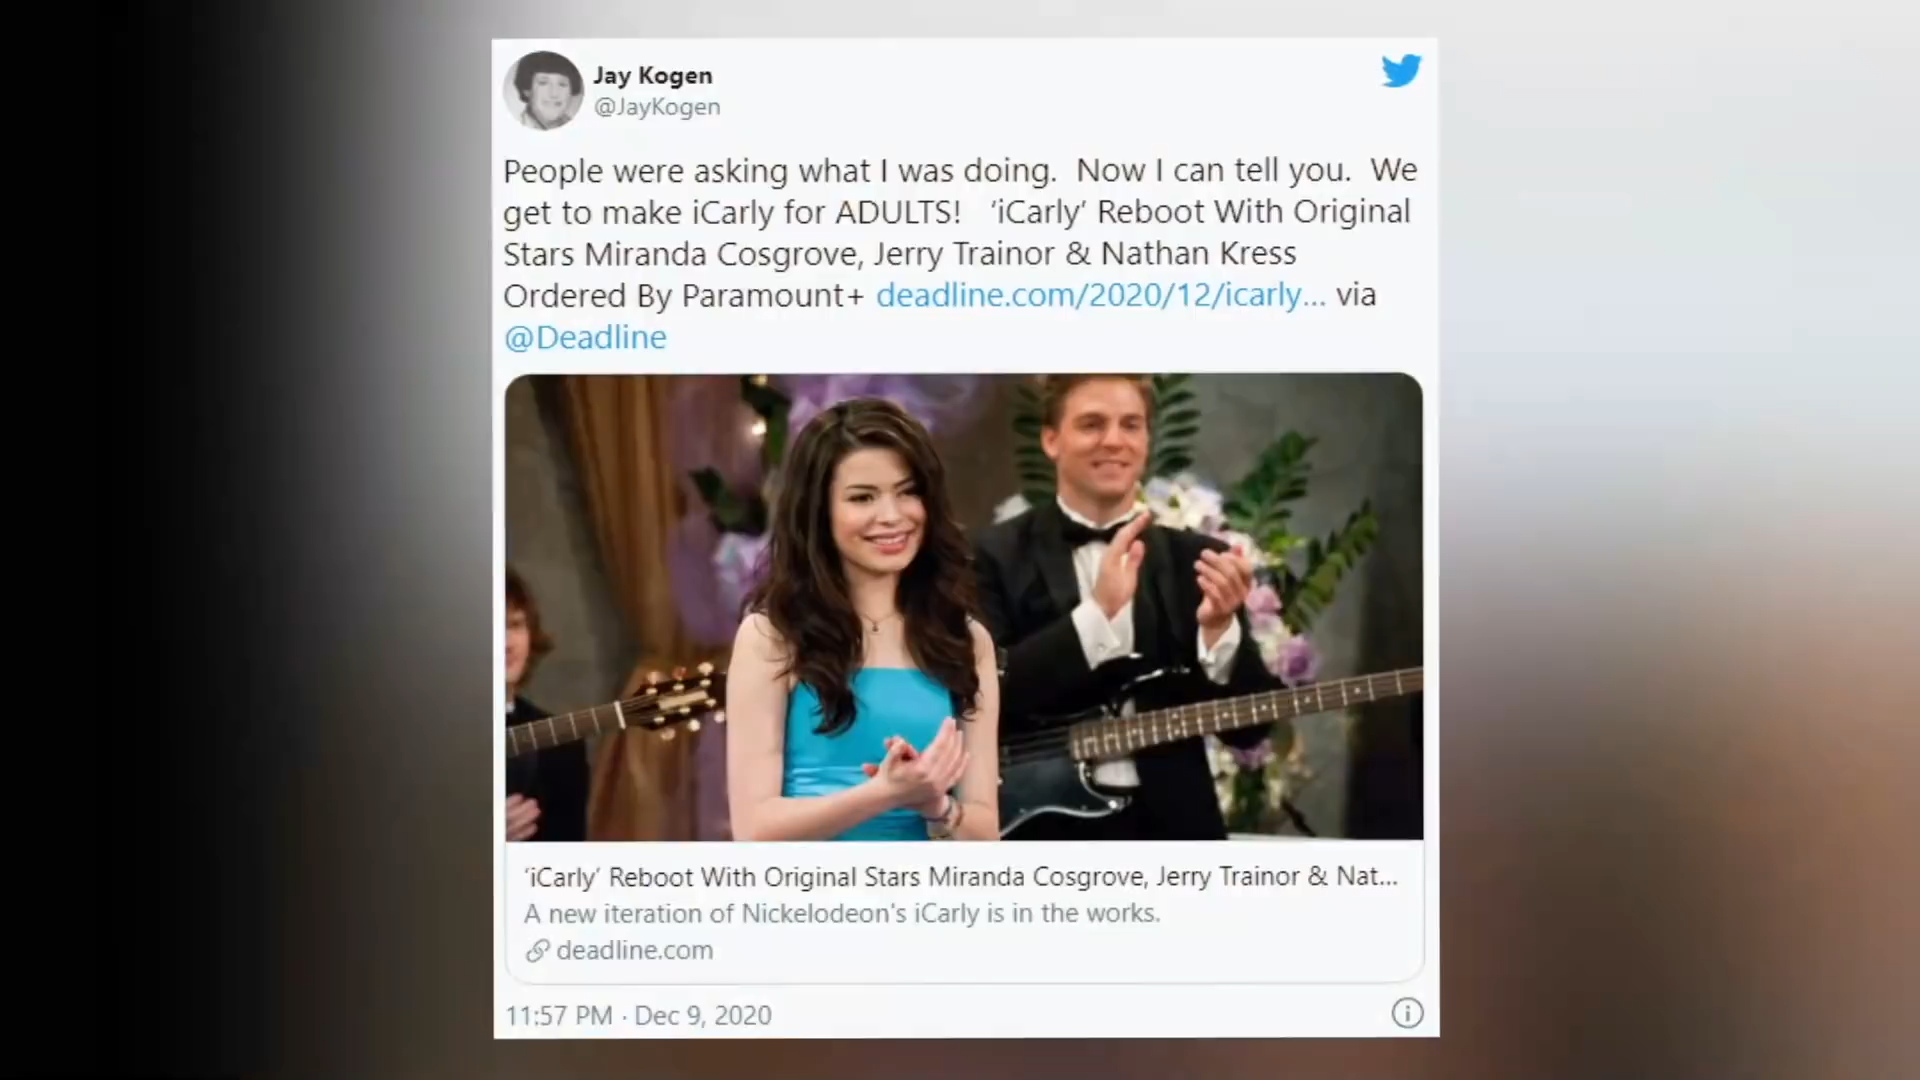 Jay Kogen
@JayKogen
People were asking what I was doing.  Now I can tell you.  We
get to make iCarly for ADULTS!   ‘iCarly’ Reboot With Original
Stars Miranda Cosgrove, Jerry Trainor & Nathan Kress
Ordered By Paramount+ deadline.com/2020/12/icarly... via
@Deadline
‘iCarly’ Reboot With Original Stars Miranda Cosgrove, Jerry Trainor & Nat...
A new iteration of Nickelodeon's iCarly is in the works.
deadline.com
11:57 PM · Dec 9, 2020